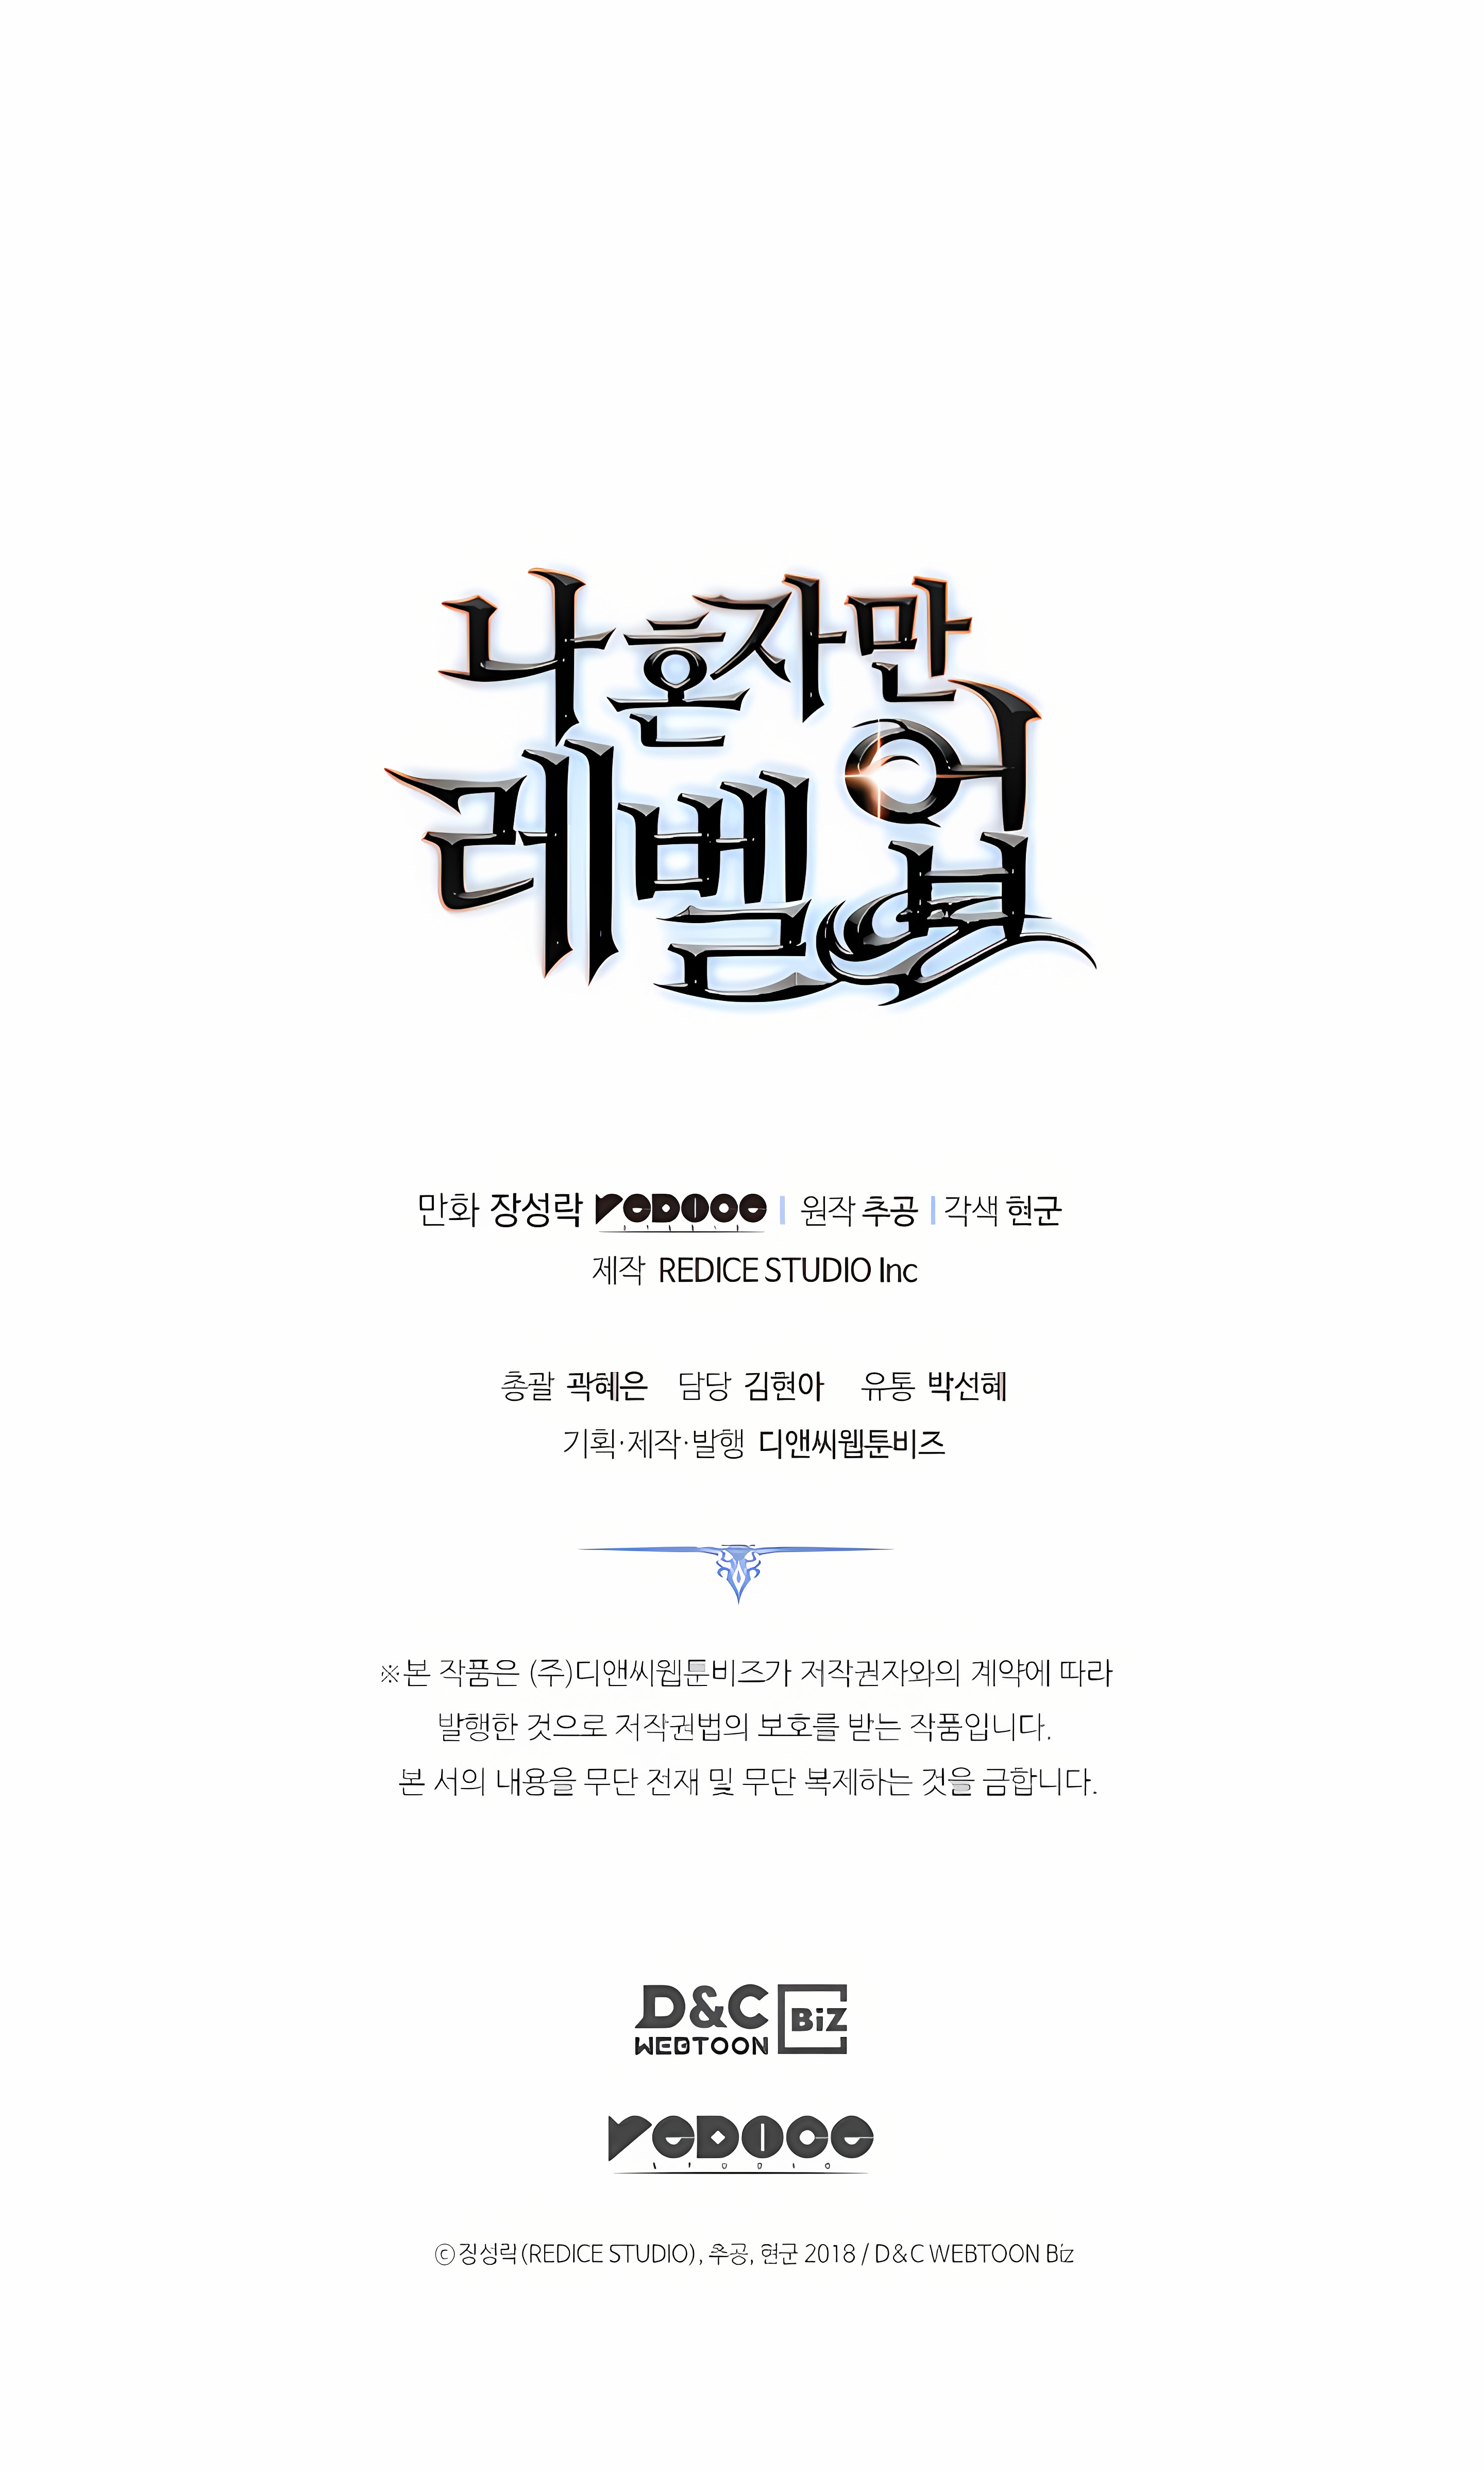 나 혼자만
레벨업
만화 장성락 REDICE STUDIO | 원작 추공 | 각색 현군
제작 REDICE STUDIO Inc
총괄 곽혜은 담당 김현아 유통 박선혜
기획·제작·발행 디앤씨웹툰비즈
※본 작품은 (주)디앤씨웹툰비즈가 저작권자와의 계약에 따라
발행한 것으로 저작권법의 보호를 받는 작품입니다.
본 서의 내용을 무단 전재 및 무단 복제하는 것을 금합니다.
D&C BiZ
WEBTOON
REDICE
STUDIO
ⓒ장성락(REDICE STUDIO), 추공, 현군 2018 / D&C WEBTOON Biz